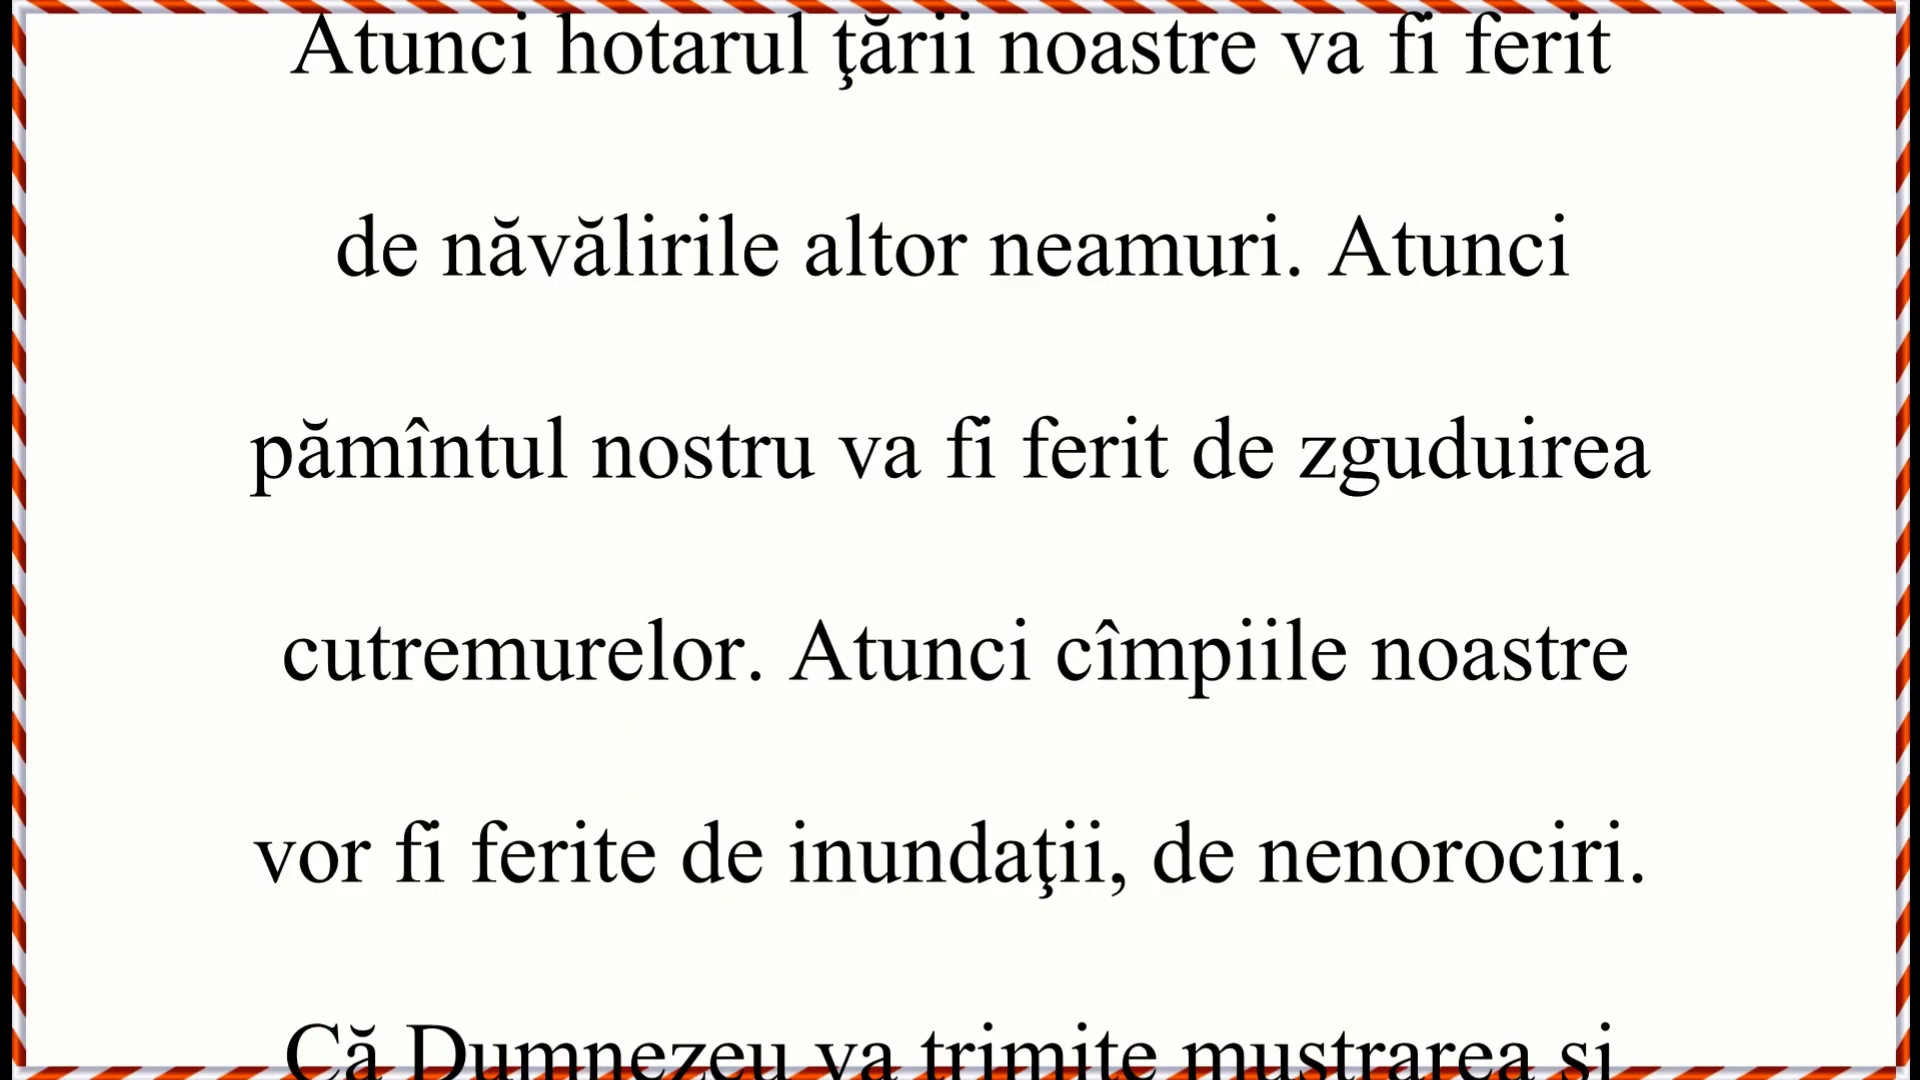 Atunci hotarul ţării noastre va fi ferit
de năvălirile altor neamuri. Atunci
pămîntul nostru va fi ferit de zguduirea
cutremurelor. Atunci cîmpiile noastre
vor fi ferite de inundaţii, de nenorociri.
Că Dumnezeu va trimite mustrarea